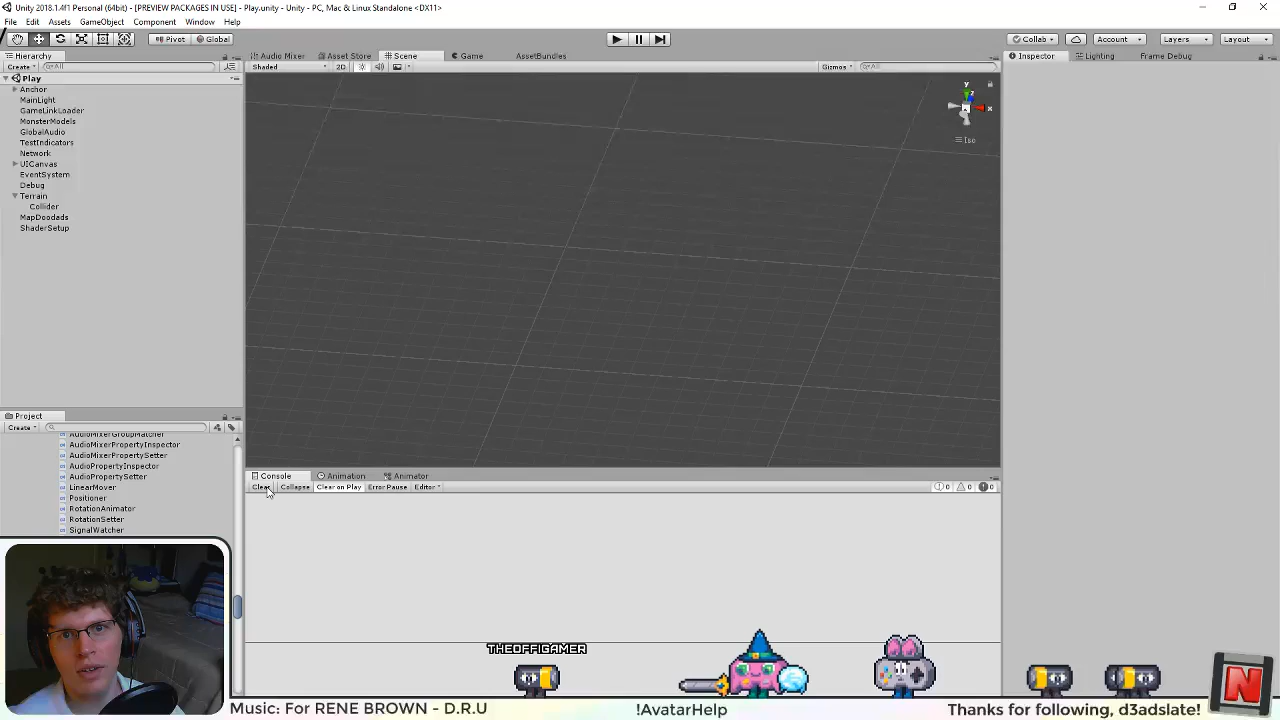 Unity 2018.1.4f1 Personal (64bit) - [PREVIEW PACKAGES IN USE] - Play.unity - Unity - PC, Mac & Linux Standalone <DX11>
File Edit Assets GameObject Component Window Help
Pivot Global Collab Account Layers Layout
Hierarchy Audio Mixer Asset Store Scene Game AssetBundles Inspector Lighting Frame Debug
Create All Shaded 2D Gizmos All
Play
Anchor
MainLight
GameLinkLoader
MonsterModels
GlobalAudio
TestIndicators
Network
UICanvas
EventSystem
Debug
Terrain
Collider
MapDoodads
ShaderSetup
y
z
x
Iso
Project
Create
AudioMixerGroupMatcher
AudioMixerPropertyInspector
AudioMixerPropertySetter
AudioPropertyInspector
AudioPropertySetter
LinearHover
Positioner
RotationAnimator
RotationSetter
SignalWatcher
Console Animation Animator
Clear Collapse Clear on Play Error Pause Editor 0 0 0
THEOFFIGAMER
N
Music: For RENE BROWN - D.R.U !AvatarHelp Thanks for following, d3adslate!